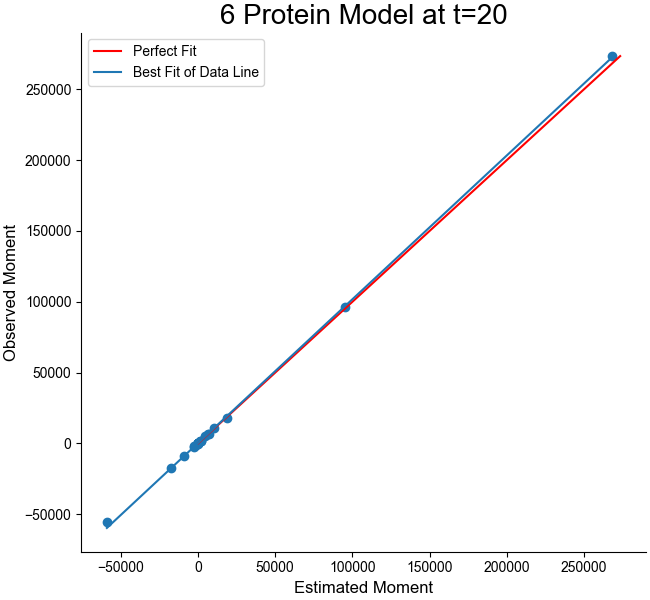 6 Protein Model at t=20
Perfect Fit
Best Fit of Data Line
250000
200000
150000
100000
50000
0
−50000
Observed Moment
−50000 0 50000 100000 150000 200000 250000
Estimated Moment